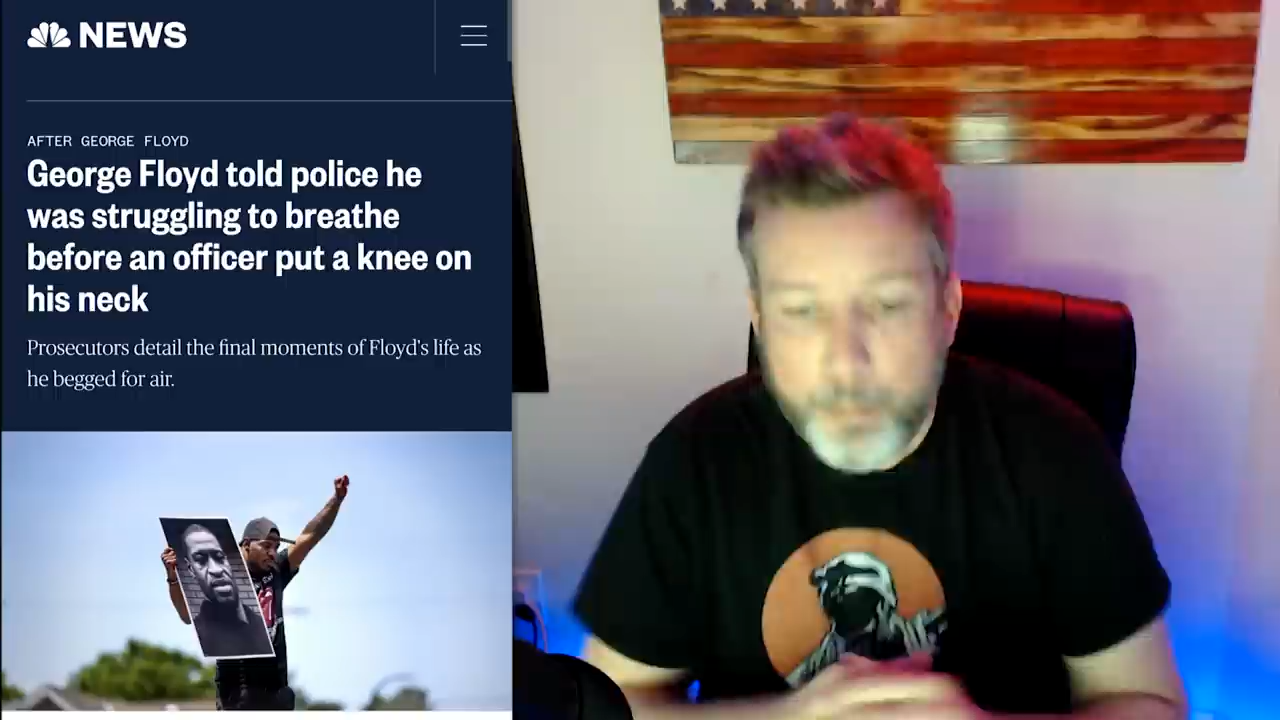 NEWS
AFTER GEORGE FLOYD
George Floyd told police he
was struggling to breathe
before an officer put a knee on
his neck
Prosecutors detail the final moments of Floyd's life as
he begged for air.